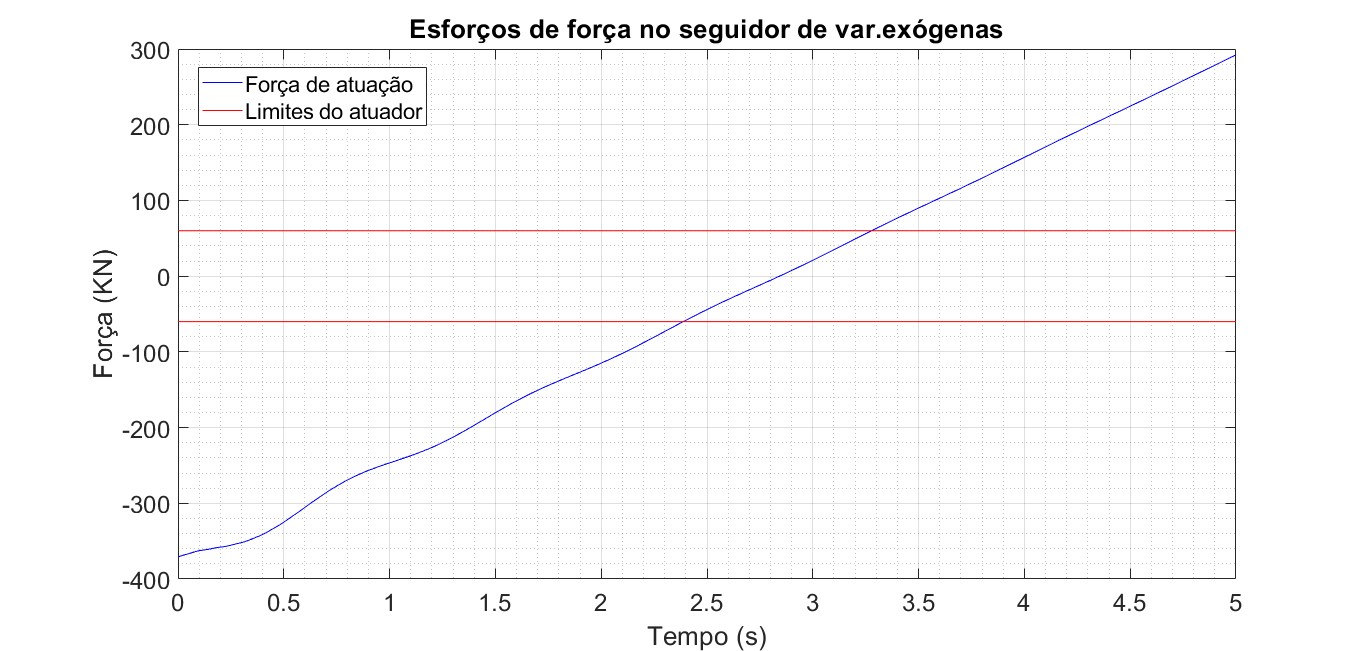 Esforços de força no seguidor de var.exógenas
Força de atuação
Limites do atuador
300
200
100
0
-100
-200
-300
-400
Força (KN)
0 0.5 1 1.5 2 2.5 3 3.5 4 4.5 5
Tempo (s)